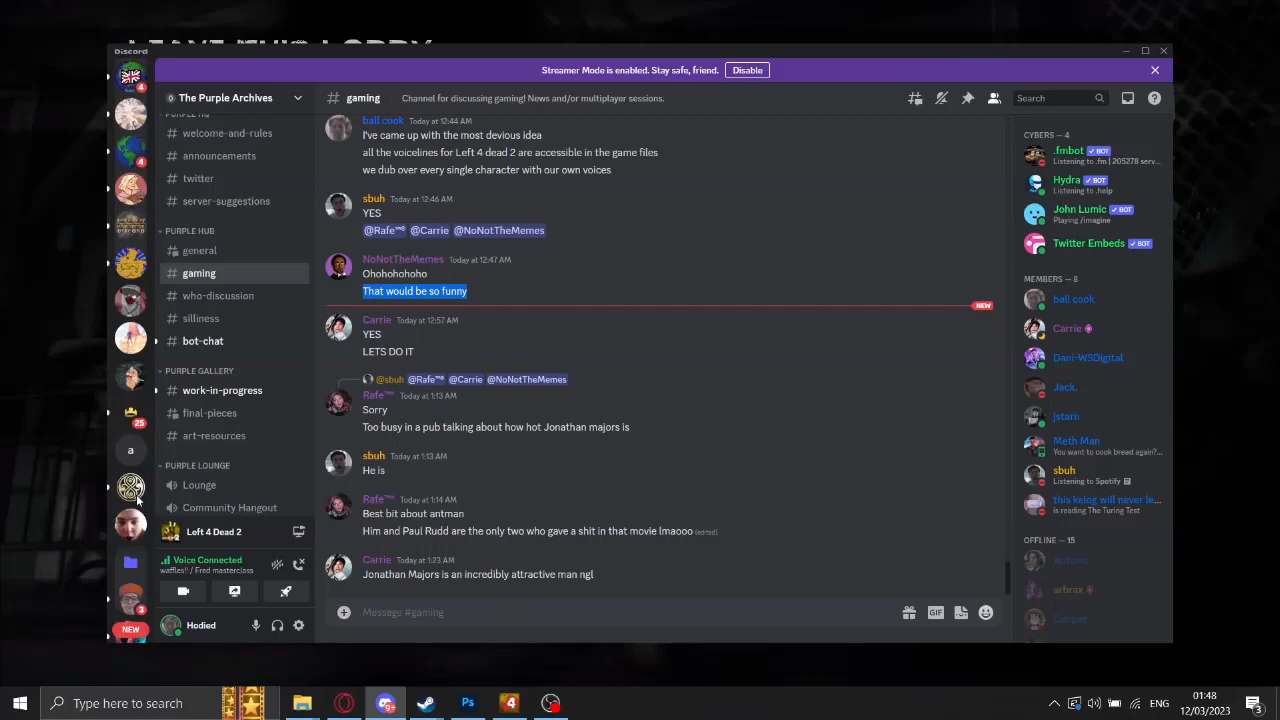 Discord
Streamer Mode is enabled. Stay safe, friend. Disable
The Purple Archives
gaming
Channel for discussing gaming! News and/or multiplayer sessions.
Search
welcome-and-rules
announcements
twitter
server-suggestions
PURPLE HUB
general
gaming
who-discussion
silliness
bot-chat
PURPLE GALLERY
work-in-progress
final-pieces
art-resources
PURPLE LOUNGE
Lounge
Community Hangout
Left 4 Dead 2
Voice Connected
waffles!! / Fred masterclass
Hodied
4
4
25
a
3
NEW
ball cook Today at 12:44 AM
I've came up with the most devious idea
all the voicelines for Left 4 dead 2 are accessible in the game files
we dub over every single character with our own voices
sbuh Today at 12:46 AM
YES
@Rafe™® @Carrie @NoNotTheMemes
NoNotTheMemes Today at 12:47 AM
Ohohohohoho
That would be so funny
NEW
Carrie Today at 12:57 AM
YES
LETS DO IT
@sbuh @Rafe™® @Carrie @NoNotTheMemes
Rafe™® Today at 1:13 AM
Sorry
Too busy in a pub talking about how hot Jonathan majors is
sbuh Today at 1:13 AM
He is
Rafe™® Today at 1:14 AM
Best bit about antman
Him and Paul Rudd are the only two who gave a shit in that movie lmaooo (edited)
Carrie Today at 1:23 AM
Jonathan Majors is an incredibly attractive man ngl
Message #gaming
GIF
CYBERS — 4
.fmbot BOT
Listening to .fm | 205278 serv...
Hydra BOT
Listening to .help
John Lumic BOT
Playing /imagine
Twitter Embeds BOT
MEMBERS — 8
ball cook
Carrie
Dani-WSDigital
Jack.
jstarn
Meth Man
You want to cook bread again?...
sbuh
Listening to Spotify
this kelog will never le...
is reading The Turing Test
OFFLINE — 15
Antonic
arbrax
Cooper
Type here to search
ENG
01:48
12/03/2023
3